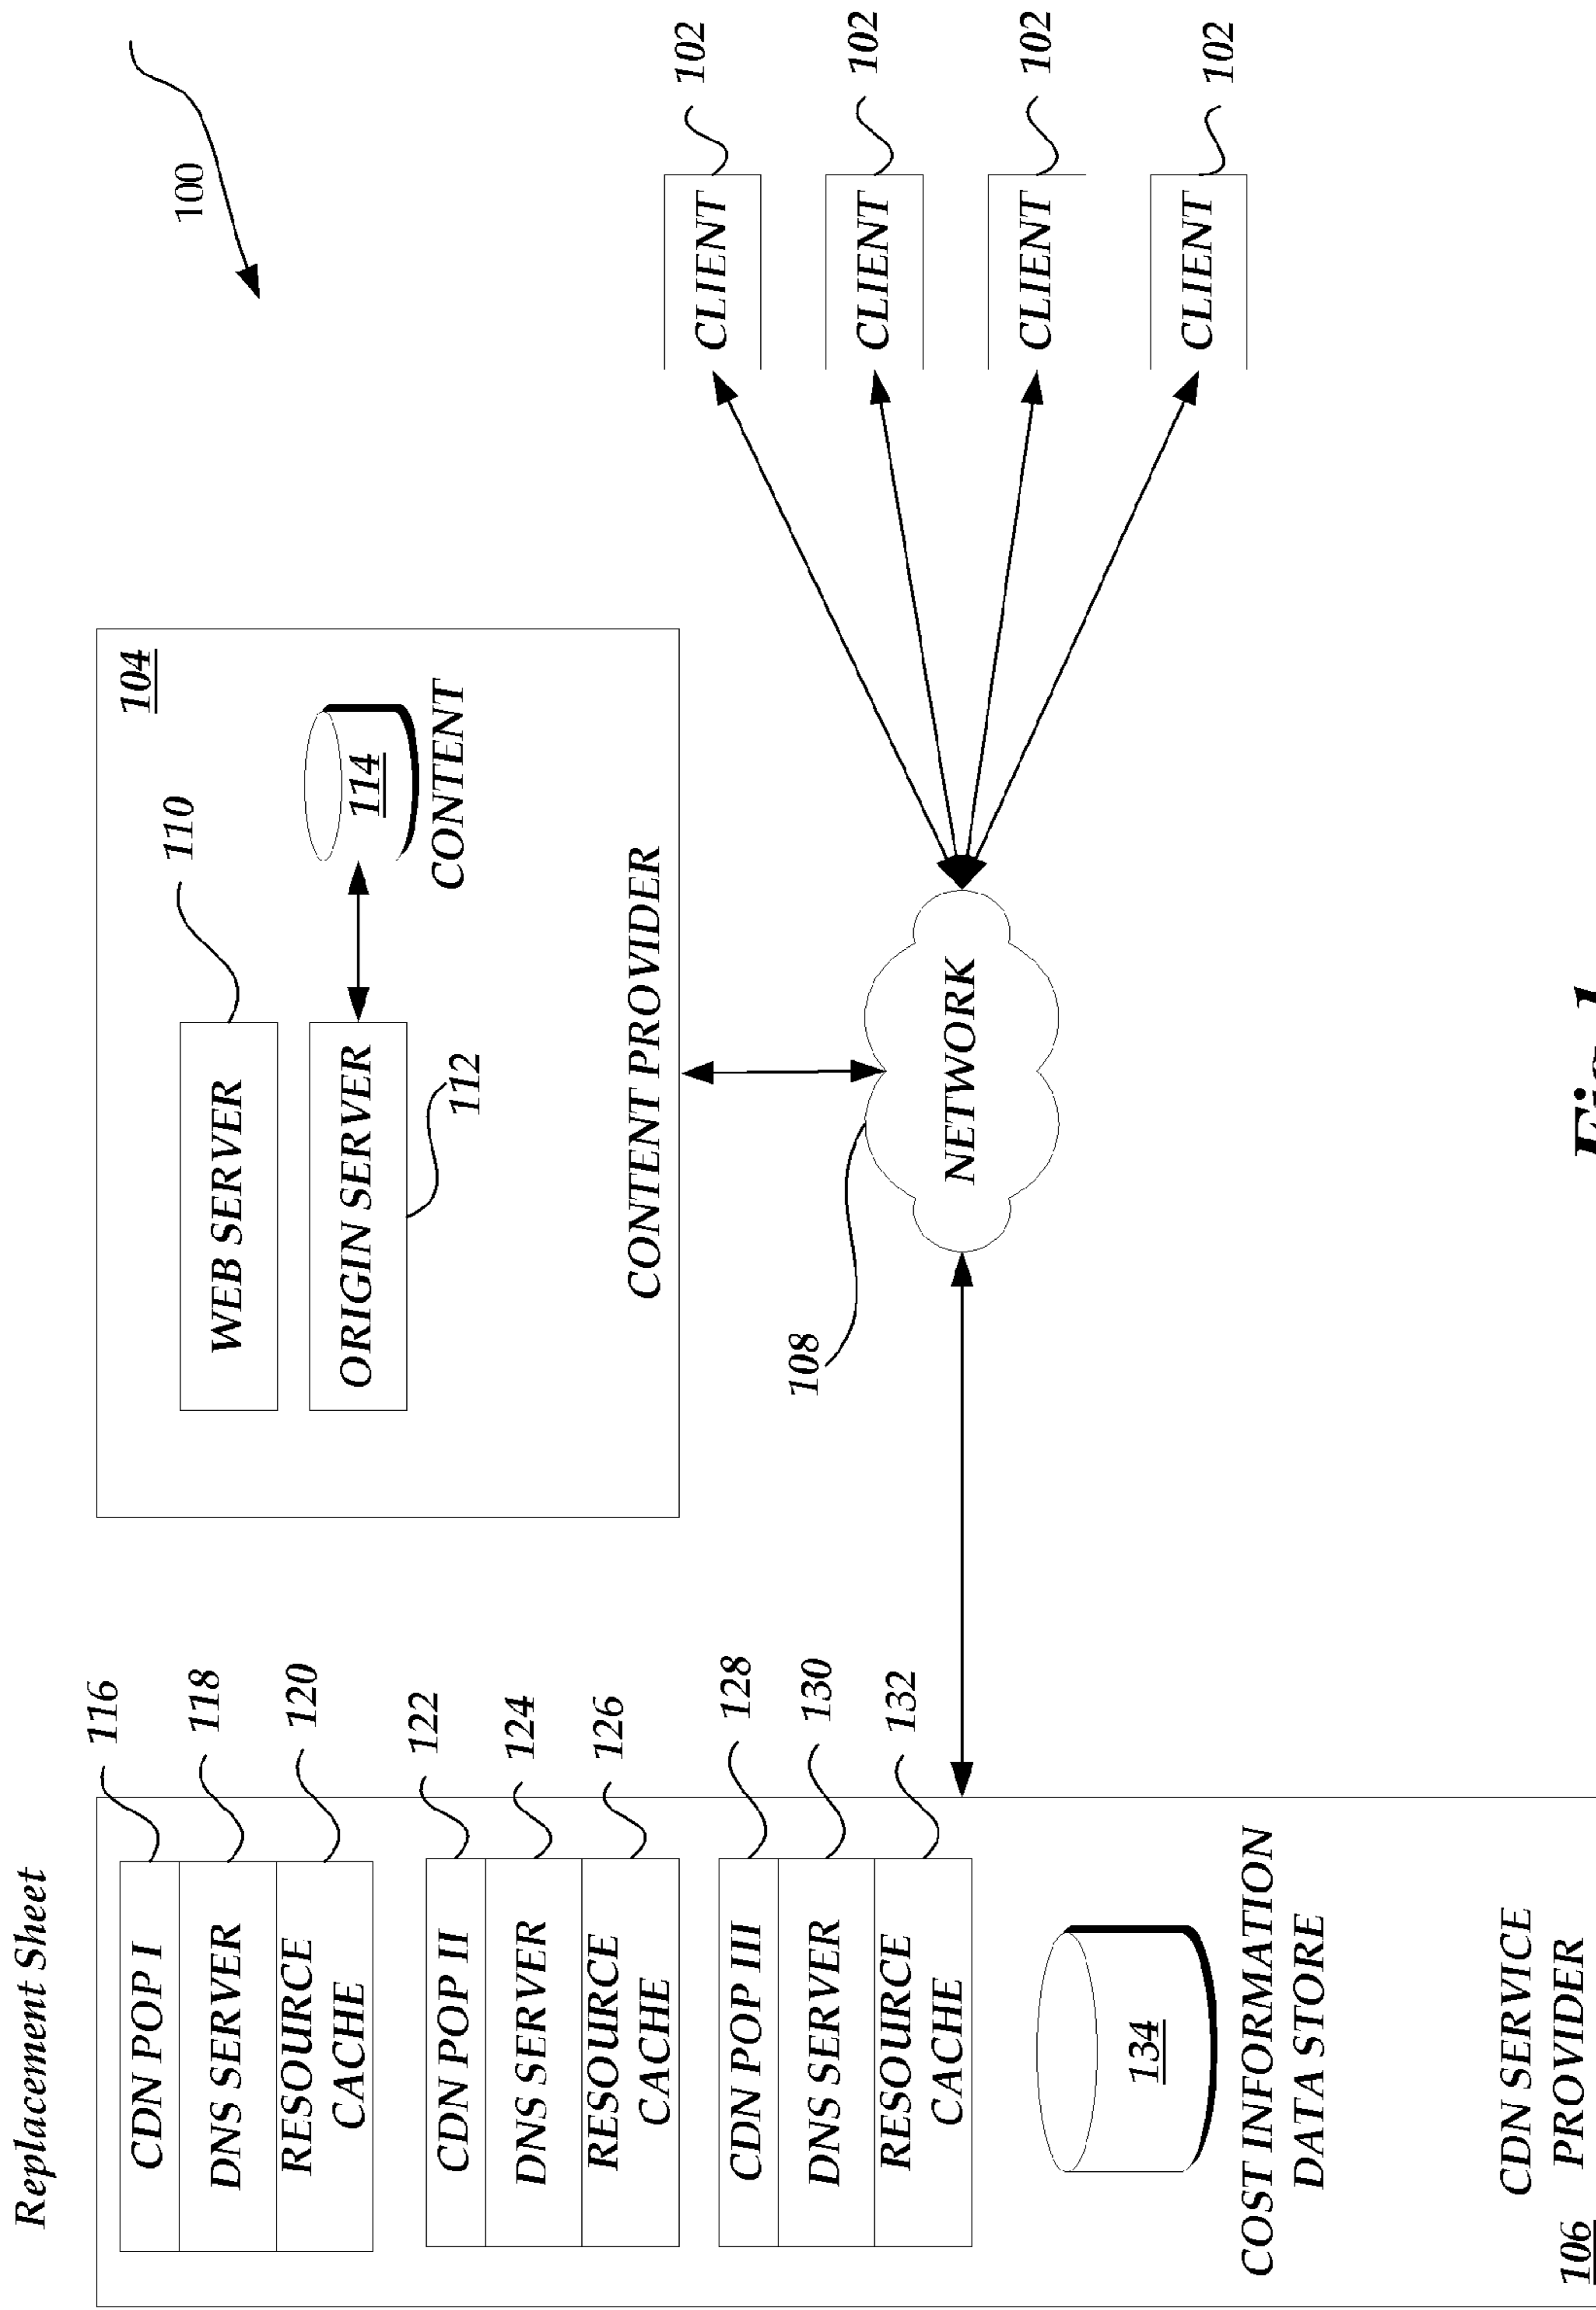 Replacement Sheet
116
CDN POP I
118
DNS SERVER
120
RESOURCE
CACHE
122
CDN POP II
124
DNS SERVER
126
RESOURCE
CACHE
128
CDN POP III
130
DNS SERVER
132
RESOURCE
CACHE
134
COST INFORMATION
DATA STORE
CDN SERVICE
PROVIDER
106
104
110
WEB SERVER
ORIGIN SERVER
112
114
CONTENT
CONTENT PROVIDER
108
NETWORK
100
CLIENT
102
CLIENT
102
CLIENT
102
CLIENT
102